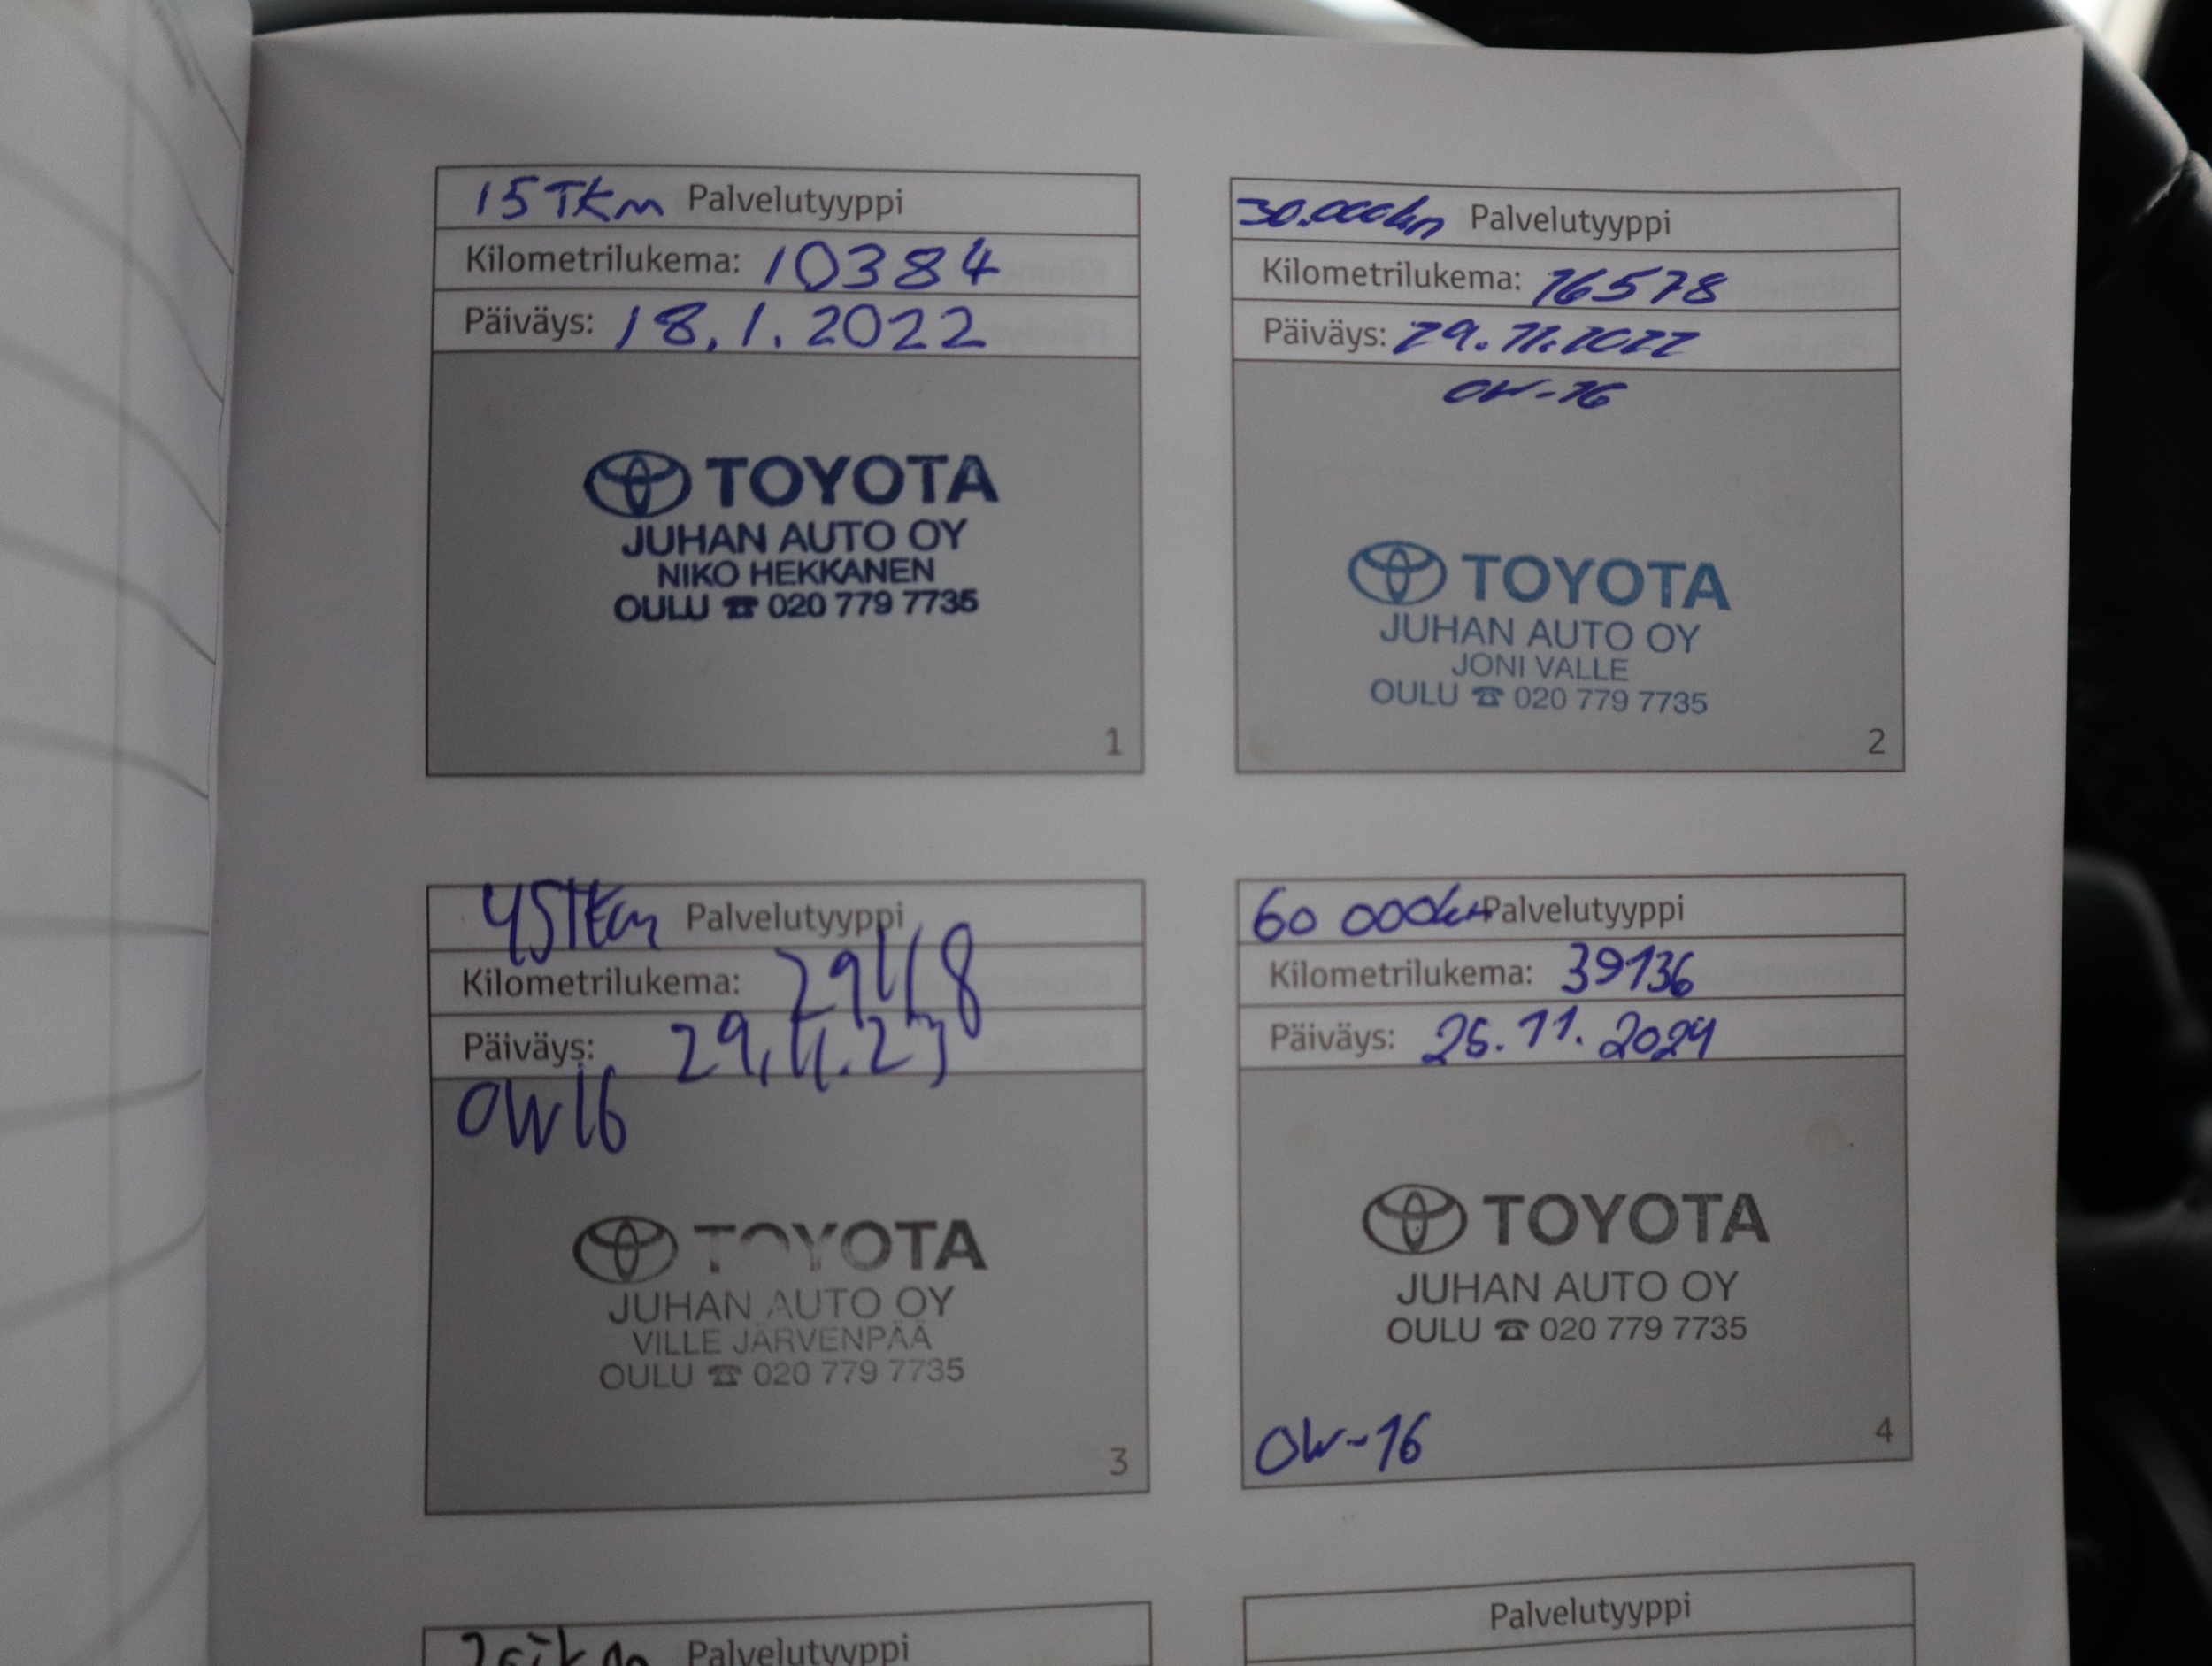 15Tkm Palvelutyyppi
Kilometrilukema: 10384
Päiväys: 18.1.2022
TOYOTA
JUHAN AUTO OY
NIKO HEKKANEN
OULU ☎ 020 779 7735
1
30.000km Palvelutyyppi
Kilometrilukema: 16578
Päiväys: 29.11.2022
OW-16
TOYOTA
JUHAN AUTO OY
JONI VALLE
OULU ☎ 020 779 7735
2
45Tkm Palvelutyyppi
Kilometrilukema:
Päiväys: 29.11.23
OW16
TOYOTA
JUHAN AUTO OY
VILLE JÄRVENPÄÄ
OULU ☎ 020 779 7735
3
60 000km Palvelutyyppi
Kilometrilukema: 39136
Päiväys: 26.11.2024
TOYOTA
JUHAN AUTO OY
OULU ☎ 020 779 7735
OW-16
4
Palvelutyyppi
Palvelutyyppi